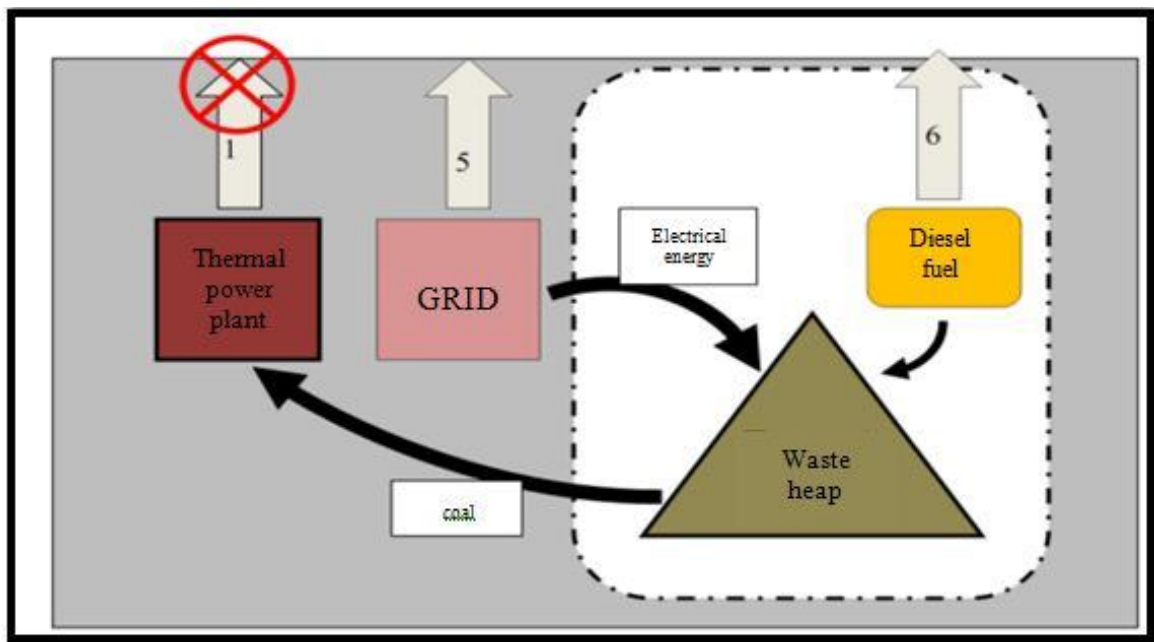 1
5
6
Thermal
power
plant
GRID
Electrical
energy
Diesel
fuel
Waste
heap
coal